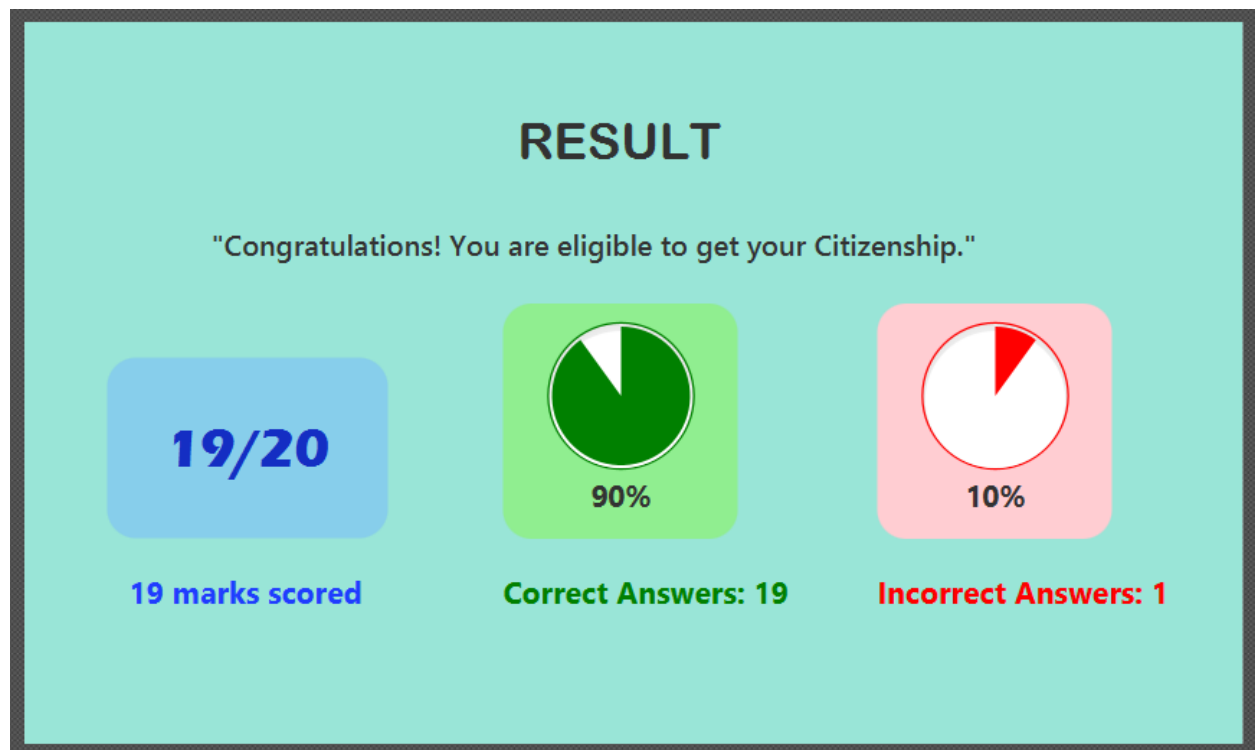 RESULT
"Congratulations! You are eligible to get your Citizenship."
19/20
90%
10%
19 marks scored
Correct Answers: 19
Incorrect Answers: 1